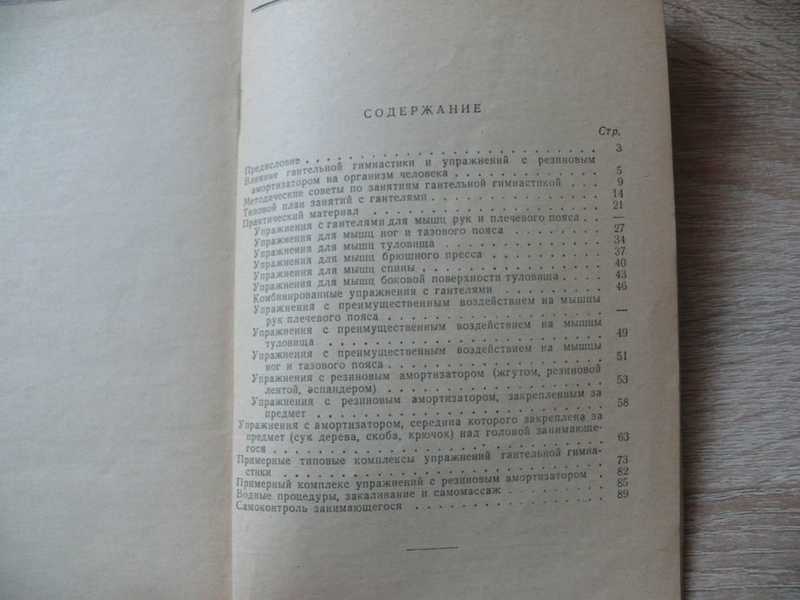 СОДЕРЖАНИЕ
Стр.
Предисловие . . . . . . . . . . . . . . . . . . 3
Влияние гантельной гимнастики и упражнений с резиновым
амортизатором на организм человека . . . . . . . . . 5
Методические советы по занятиям гантельной гимнастикой . . . 9
Типовой план занятий с гантелями . . . . . . . . . . 14
Практический материал . . . . . . . . . . . . . . 21
Упражнения с гантелями для мышц рук и плечевого пояса . . —
Упражнения для мышц ног и тазового пояса . . . . . . 27
Упражнения для мышц туловища . . . . . . . . . . 34
Упражнения для мышц брюшного пресса . . . . . . . . 37
Упражнения для мышц спины . . . . . . . . . . . 40
Упражнения для мышц боковой поверхности туловища . . . . 43
Комбинированные упражнения с гантелями . . . . . . . 46
Упражнения с преимущественным воздействием на мышцы
рук плечевого пояса . . . . . . . . . . . . . —
Упражнения с преимущественным воздействием на мышцы
туловища . . . . . . . . . . . . . . . . 49
Упражнения с преимущественным воздействием на мышцы
ног и тазового пояса . . . . . . . . . . . . . 51
Упражнения с резиновым амортизатором (жгутом, резиновой
лентой, эспандером) . . . . . . . . . . . . . 53
Упражнения с резиновым амортизатором, закрепленным за
предмет . . . . . . . . . . . . . . . . 58
Упражнения с амортизатором, середина которого закреплена за
предмет (сук дерева, скоба, крючок) над головой занимающе-
гося . . . . . . . . . . . . . . . . . . 63
Примерные типовые комплексы упражнений гантельной гимна-
стики . . . . . . . . . . . . . . . . . 73
Примерный комплекс упражнений с резиновым амортизатором . 82
Водные процедуры, закаливание и самомассаж . . . . . . 85
Самоконтроль занимающегося . . . . . . . . . . . 89